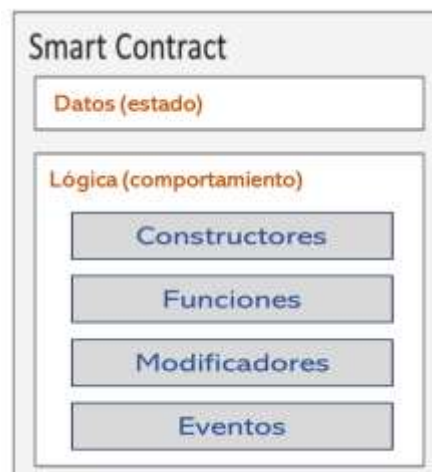 Smart Contract
Datos (estado)
Lógica (comportamiento)
Constructores
Funciones
Modificadores
Eventos